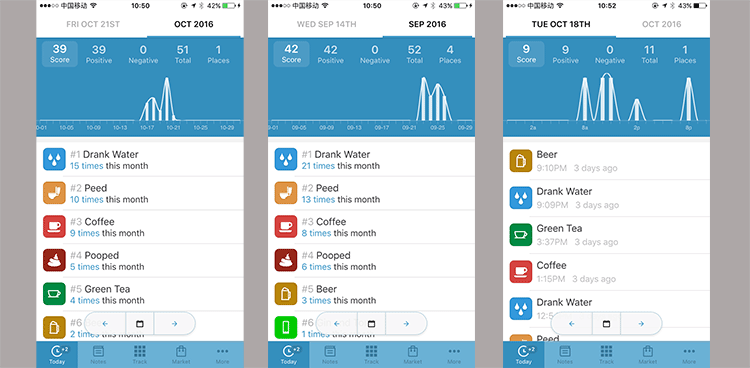 中国移动 10:50 42%
FRI OCT 21ST OCT 2016
39 39 0 51 1
Score Positive Negative Total Places
0-01 10-05 10-09 10-13 10-17 10-21 10-25 10-29
#1 Drank Water
15 times this month
#2 Peed
10 times this month
#3 Coffee
9 times this month
#4 Pooped
5 times this month
#5 Green Tea
4 times this month
#6
2 times month
Today +2 Notes Track Market More
中国移动 10:50 42%
WED SEP 14TH SEP 2016
42 42 0 52 4
Score Positive Negative Total Places
09-01 09-05 09-09 09-13 09-17 09-21 09-25 09-29
#1 Drank Water
21 times this month
#2 Peed
13 times this month
#3 Coffee
8 times this month
#4 Pooped
6 times this month
#5 Beer
3 times this month
#6
1 times month
Today +2 Notes Track Market More
中国移动 10:52 43%
TUE OCT 18TH OCT 2016
9 9 0 11 1
Score Positive Negative Total Places
2a 8a 2p 8p
Beer
9:10PM 3 days ago
Drank Water
9:09PM 3 days ago
Green Tea
3:37PM 3 days ago
Coffee
1:15PM 3 days ago
Drank Water
12:5
Peed
Today +2 Notes Track Market More